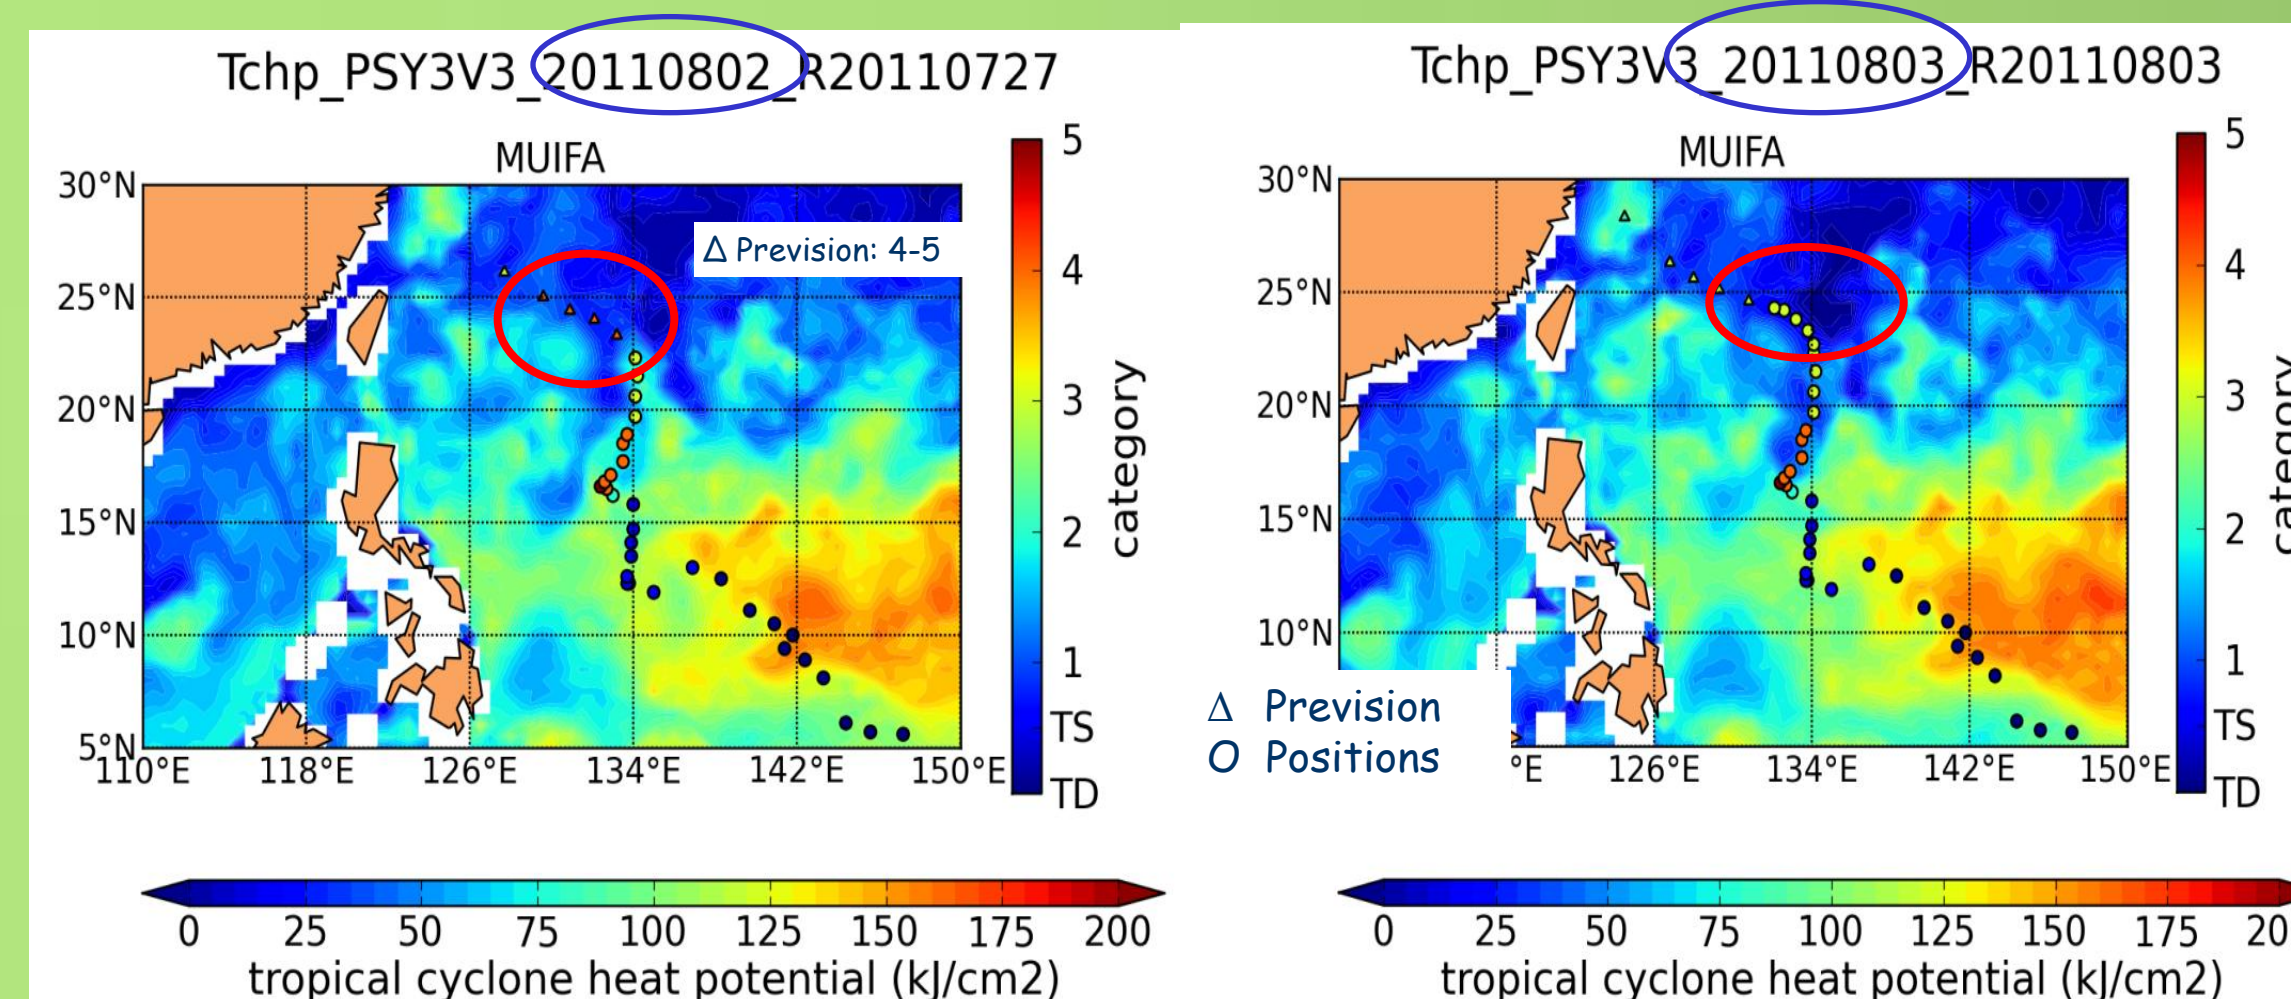 Tchp_PSY3V3_20110802_R20110727
MUIFA
30°N
25°N
20°N
15°N
10°N
5°N
110°E 118°E 126°E 134°E 142°E 150°E
Δ Prevision: 4-5
5
4
3
2
1
TS
TD
category
0 25 50 75 100 125 150 175 200
tropical cyclone heat potential (kJ/cm2)
Tchp_PSY3V3_20110803_R20110803
MUIFA
30°N
25°N
20°N
15°N
10°N
°E 126°E 134°E 142°E 150°E
Δ Prevision
O Positions
5
4
3
2
1
TS
TD
0 25 50 75 100 125 150 175 20
tropical cyclone heat potential (kJ/cm2)